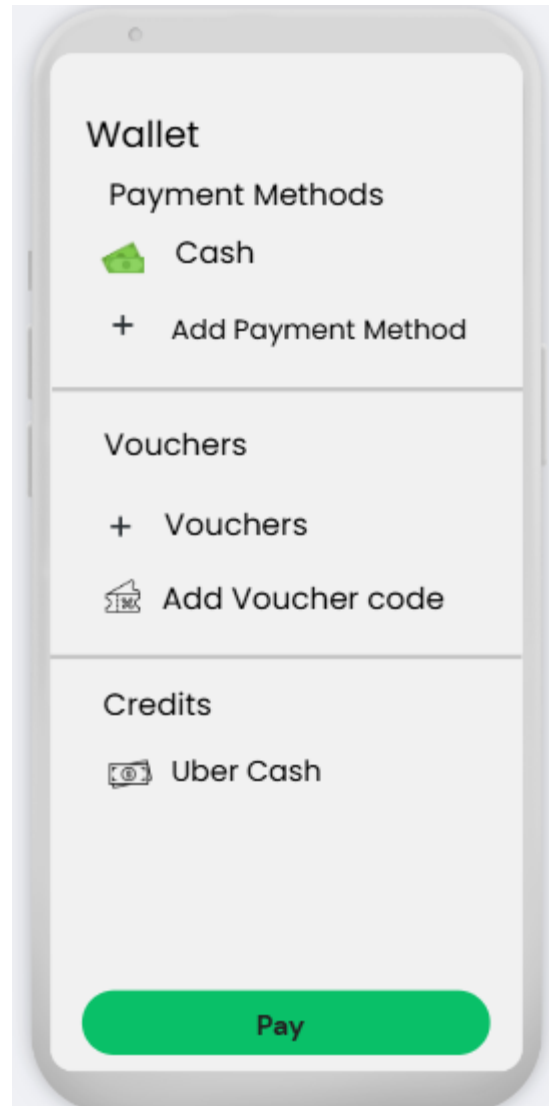 Wallet
Payment Methods
Cash
+ Add Payment Method
Vouchers
+ Vouchers
Add Voucher code
Credits
Uber Cash
Pay